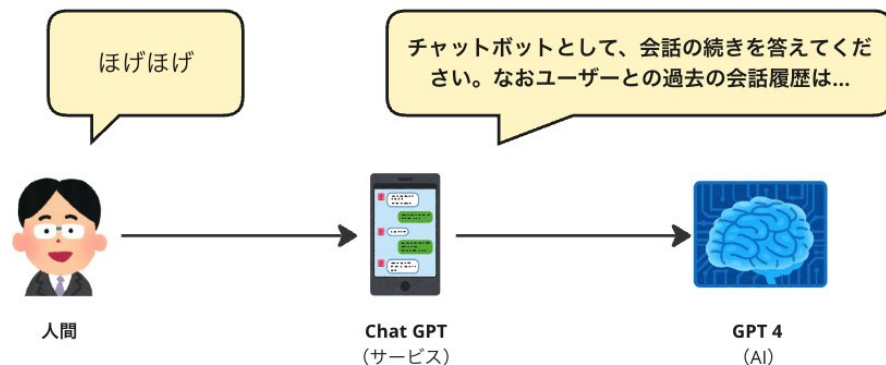 ほげほげ
チャットボットとして、会話の続きを答えてくだ
さい。なおユーザーとの過去の会話履歴は...
人間
Chat GPT
（サービス）
GPT 4
（AI）